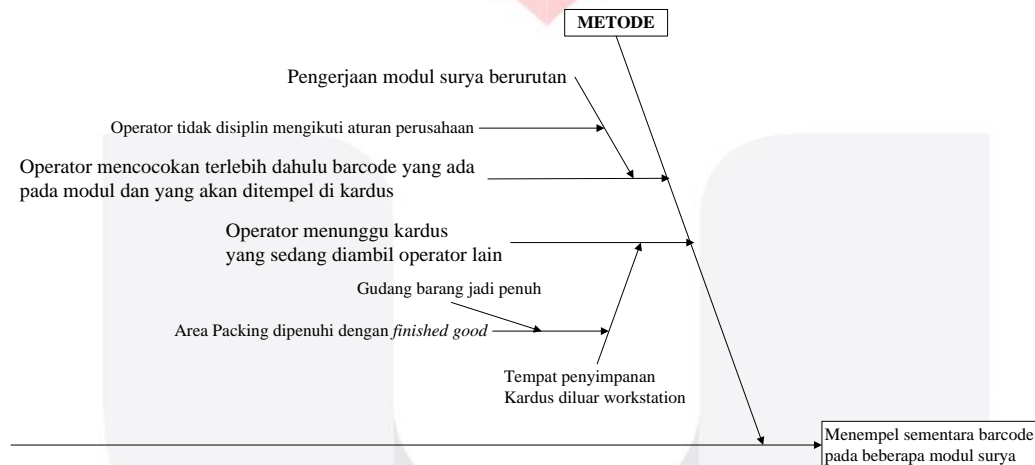 METODE
Pengerjaan modul surya berurutan
Operator tidak disiplin mengikuti aturan perusahaan
Operator mencocokan terlebih dahulu barcode yang ada
pada modul dan yang akan ditempel di kardus
Operator menunggu kardus
yang sedang diambil operator lain
Gudang barang jadi penuh
Area Packing dipenuhi dengan finished good
Tempat penyimpanan
Kardus diluar workstation
Menempel sementara barcode
pada beberapa modul surya